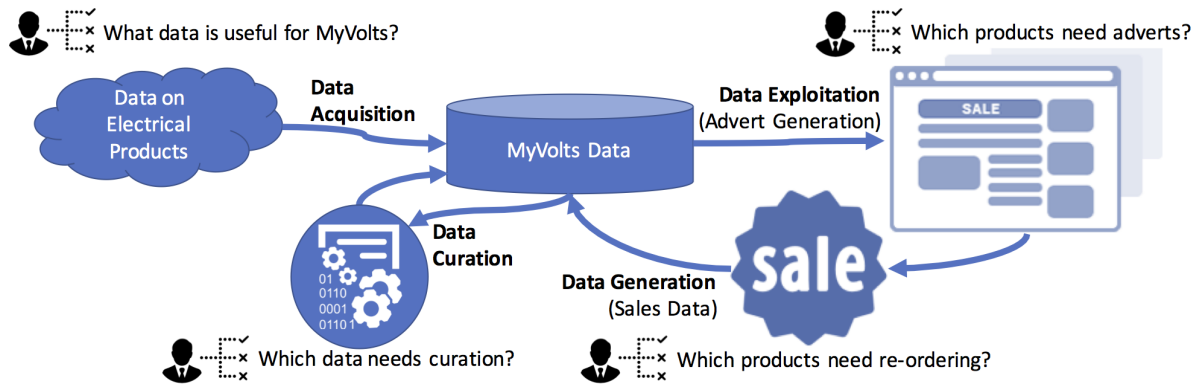 What data is useful for MyVolts?
Which products need adverts?
Data on
Electrical
Products
Data
Acquisition
MyVolts Data
Data Exploitation
(Advert Generation)
SALE
Data
Curation
01
0110
0001
01101
Data Generation
(Sales Data)
sale
Which data needs curation?
Which products need re-ordering?